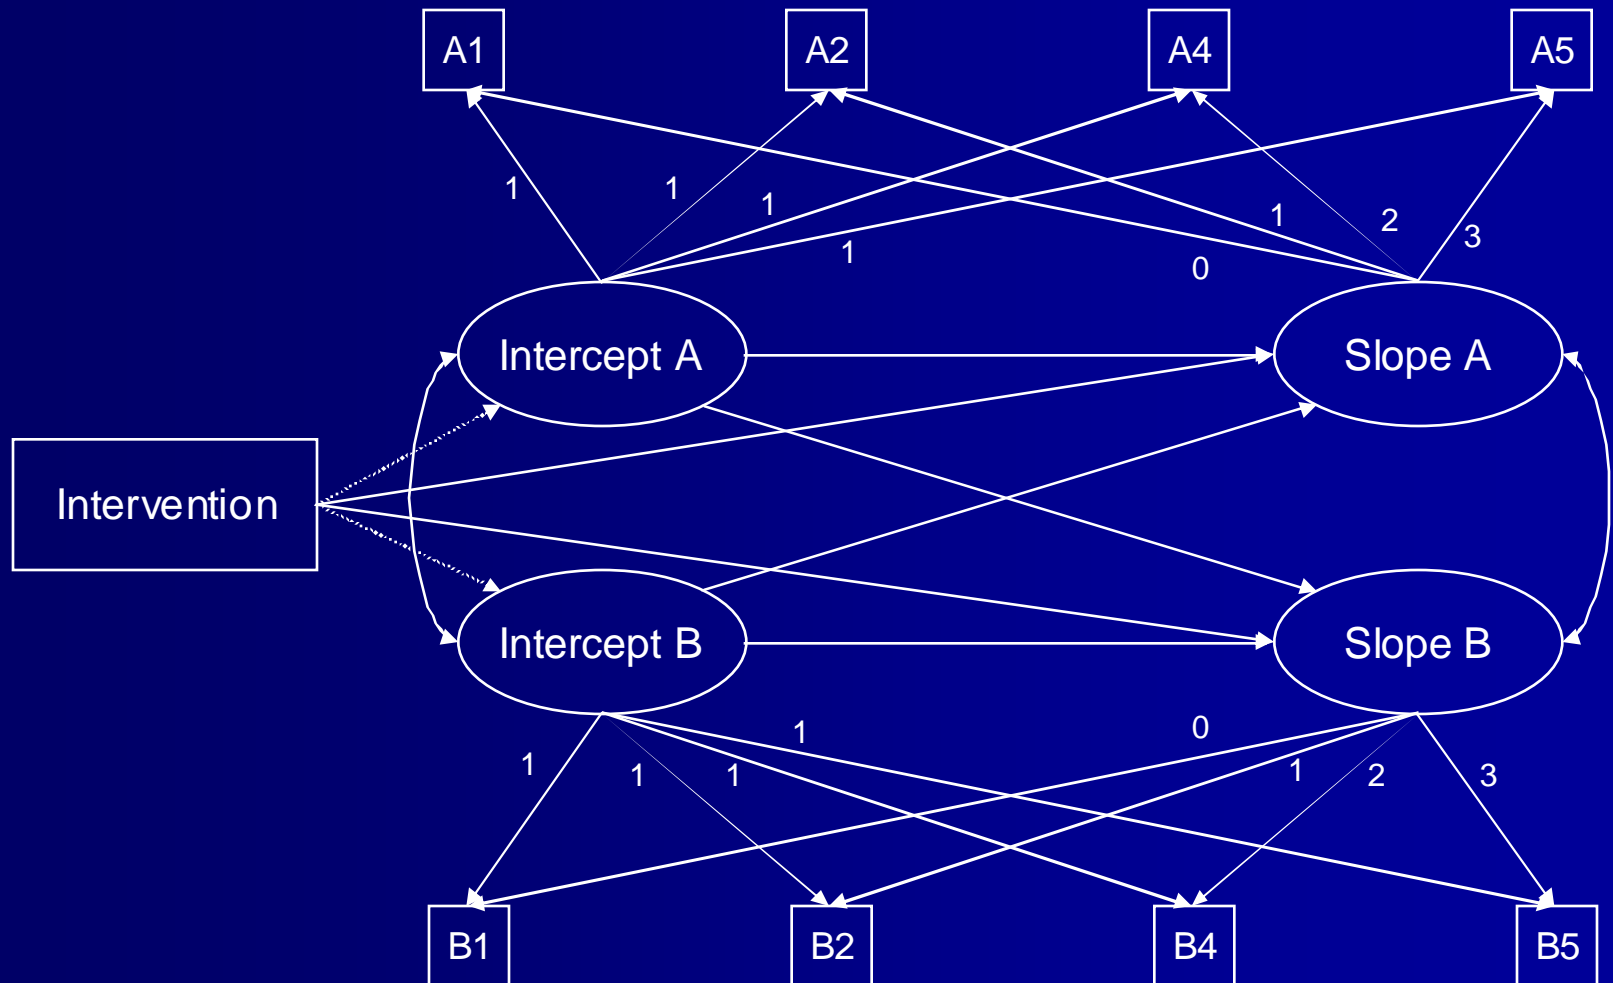 A1
A2
A4
A5
1
1
1
1
0
1
2
3
Intercept A
Slope A
Intervention
Intercept B
Slope B
1
1
1
1
0
1
2
3
B1
B2
B4
B5